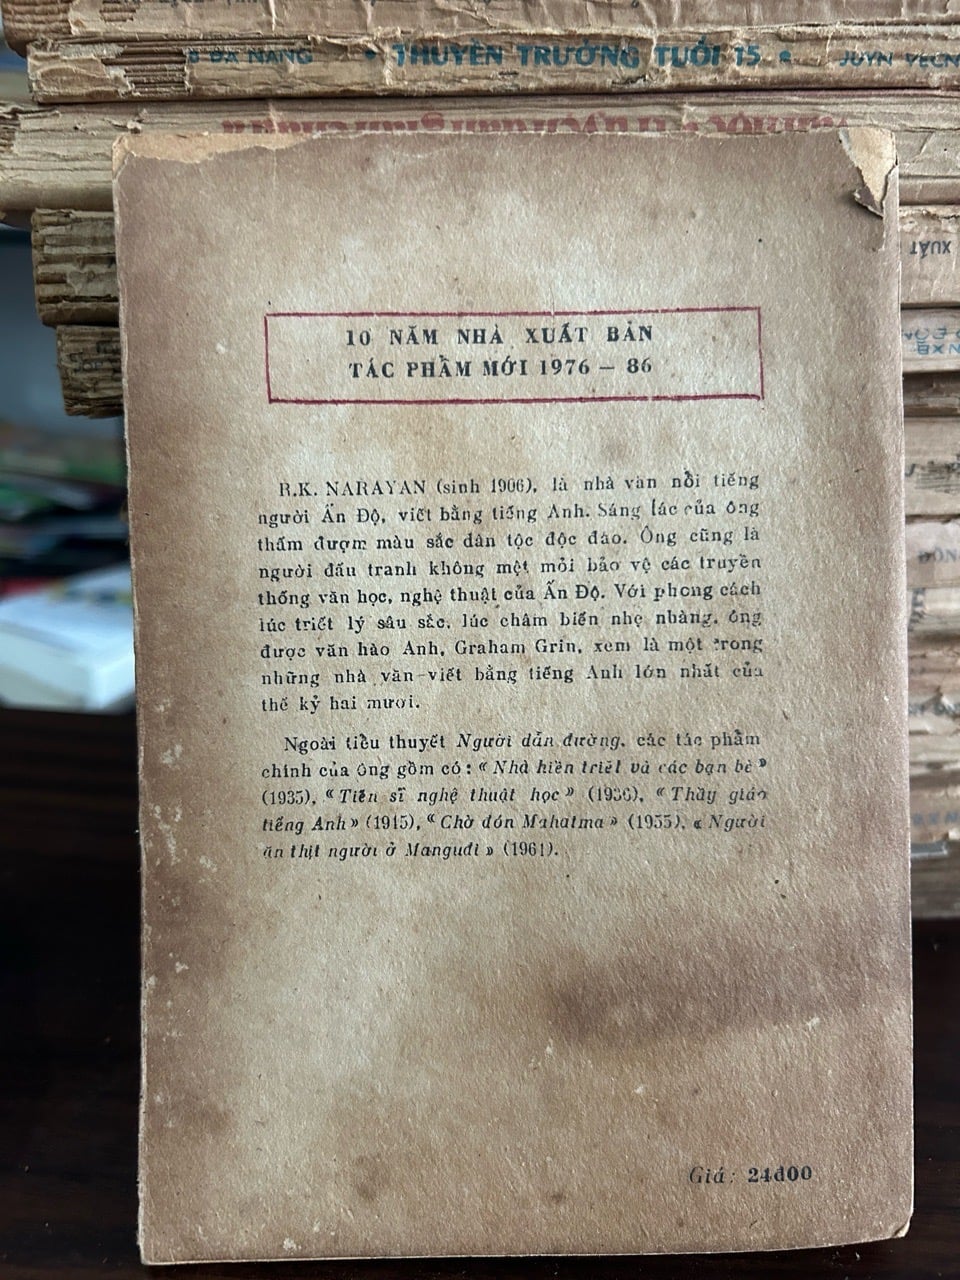 Đ ĐÀ NẴNG • THUYỀN TRƯỞNG TUỔI 15 • JUYN VECN
XUẤT
10 NĂM NHÀ XUẤT BẢN
TÁC PHẨM MỚI 1976 — 86
R.K. NARAYAN (sinh 1906), là nhà văn nổi tiếng
người Ấn Độ, viết bằng tiếng Anh. Sáng tác của ông
thấm đượm màu sắc dân tộc độc đáo. Ông cũng là
người đấu tranh không mệt mỏi bảo vệ các truyền
thống văn học, nghệ thuật của Ấn Độ. Với phong cách
lúc triết lý sâu sắc, lúc châm biến nhẹ nhàng, ông
được văn hào Anh, Graham Grin, xem là một trong
những nhà văn viết bằng tiếng Anh lớn nhất của
thế kỷ hai mươi.
Ngoài tiểu thuyết Người dẫn đường, các tác phẩm
chính của ông gồm có: « Nhà hiền triết và các bạn bè »
(1935), « Tiến sĩ nghệ thuật học » (1936), « Thầy giáo
tiếng Anh » (1945), « Chờ đón Mahatma » (1955), « Người
ăn thịt người ở Mangudi » (1961).
Giá: 24đ00